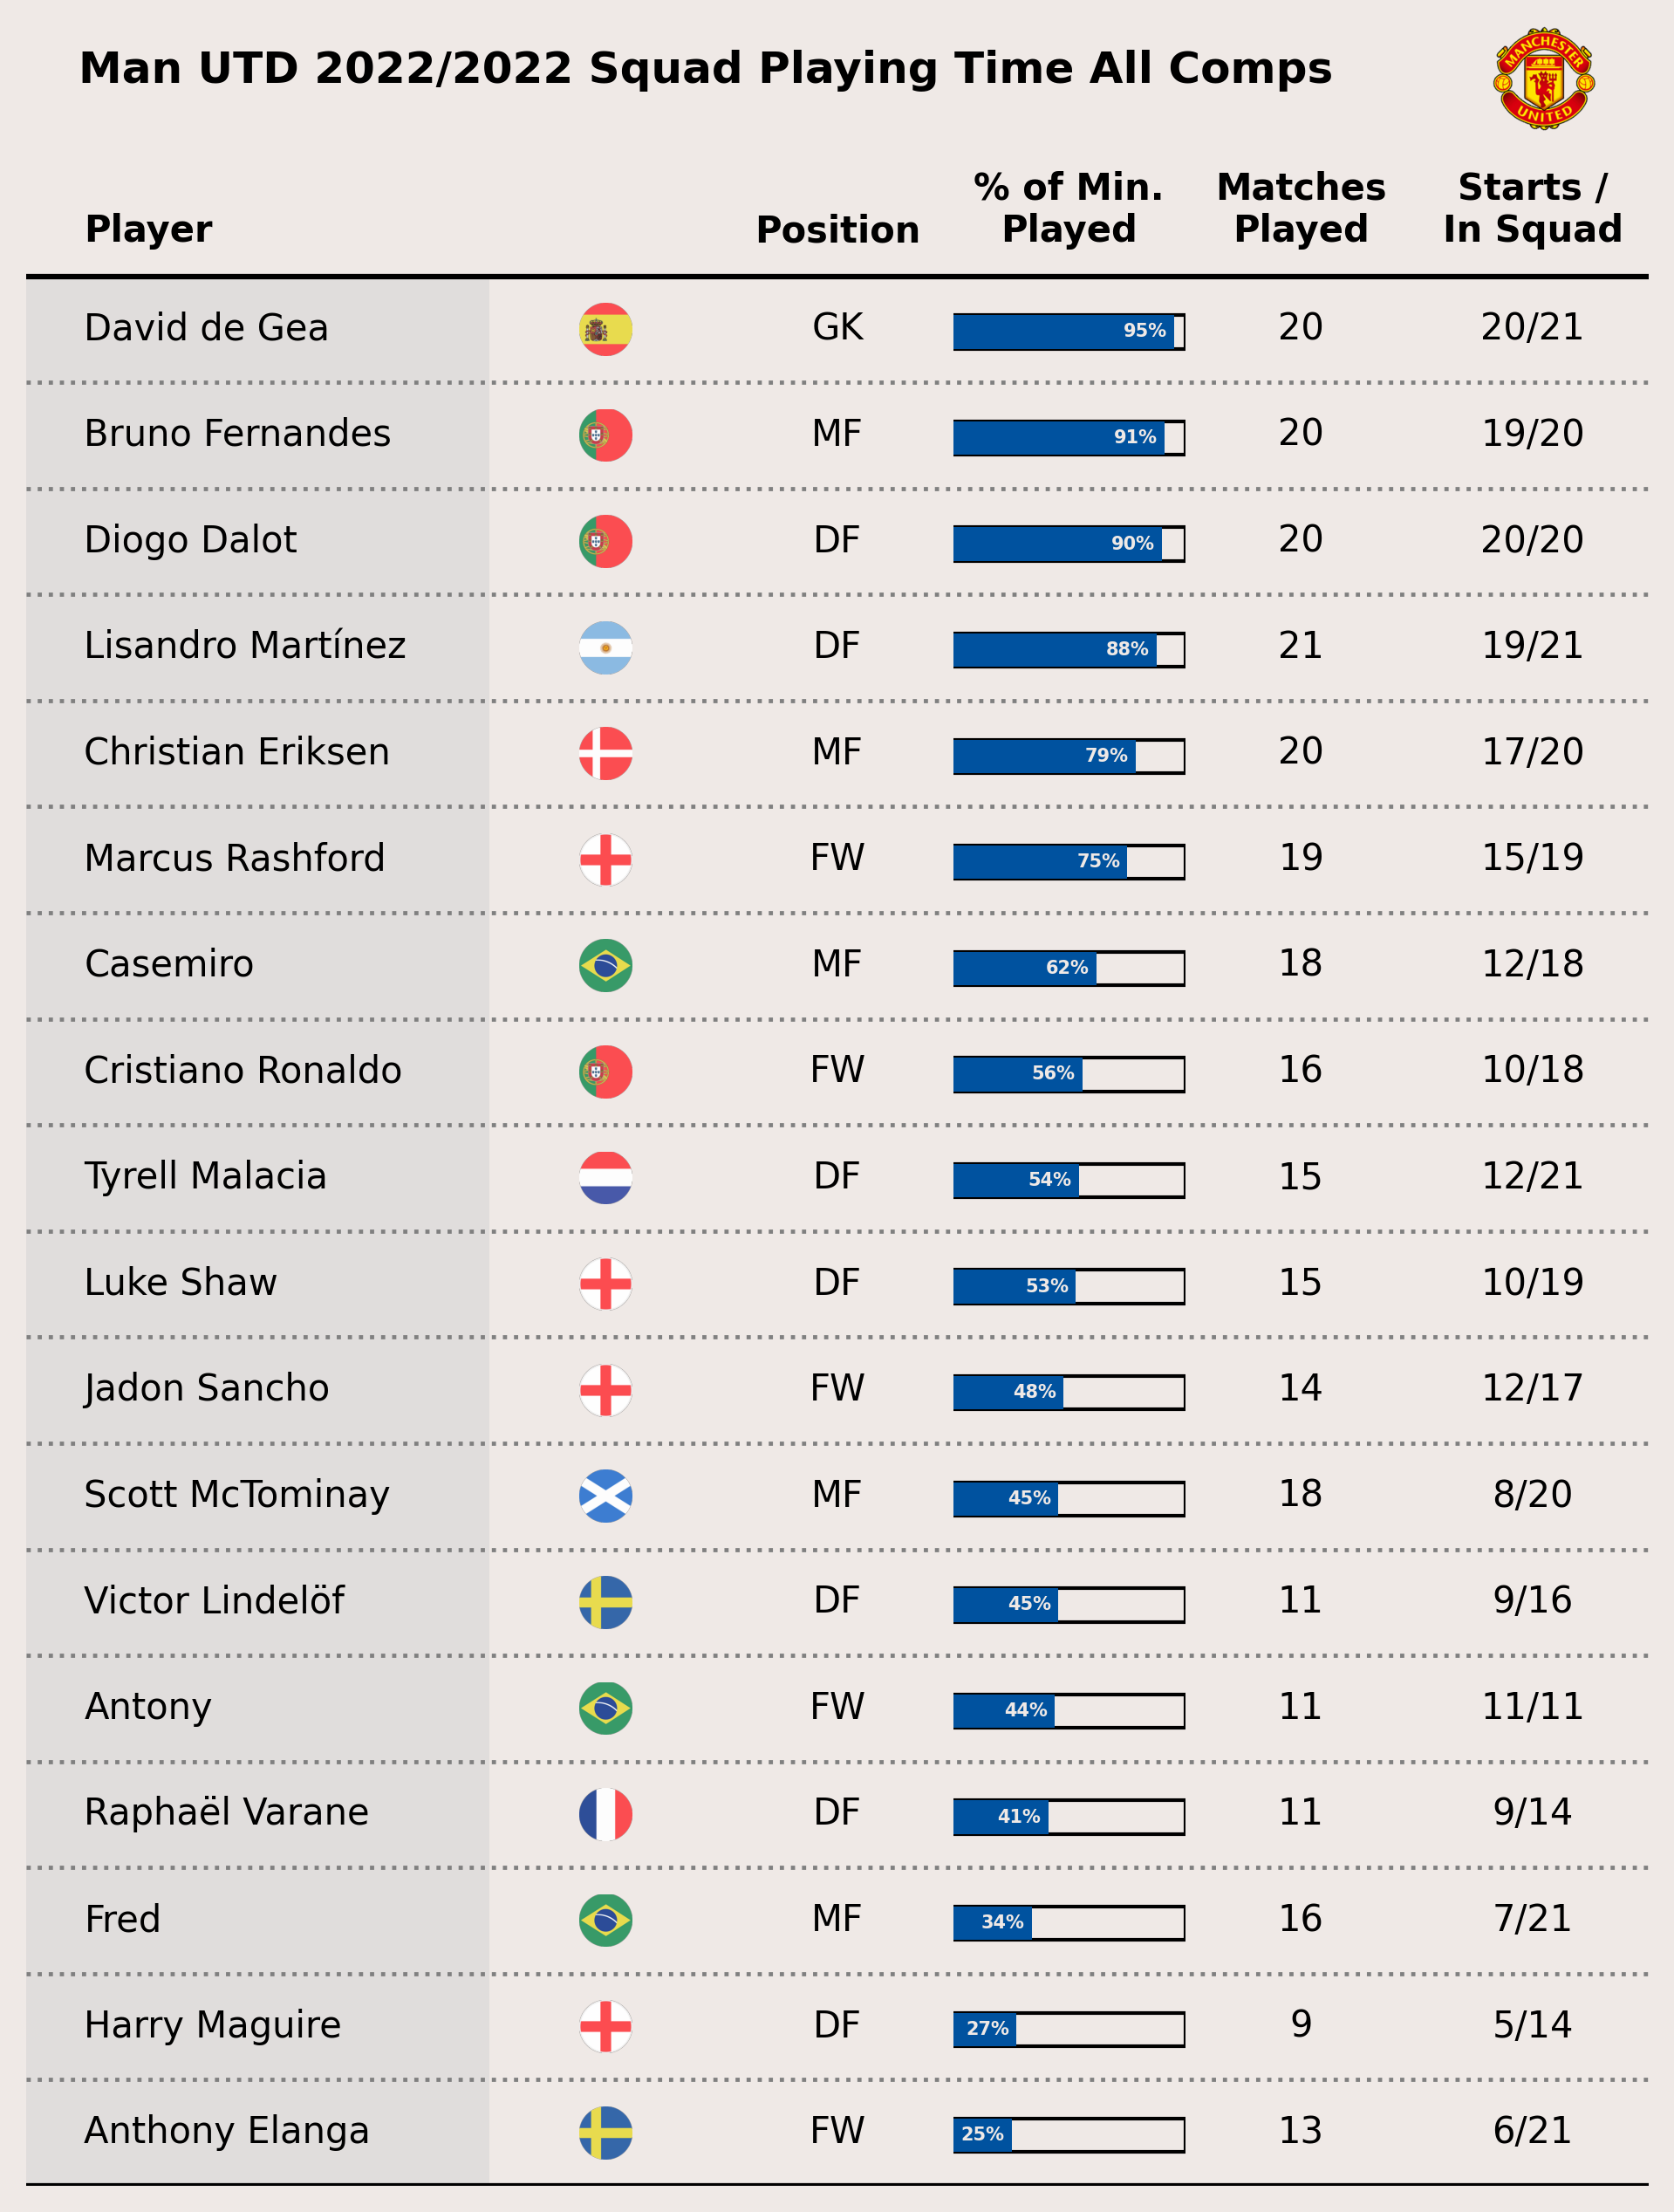 Man UTD 2022/2022 Squad Playing Time All Comps
MANCHESTER
UNITED
Player Position % of Min. Played Matches Played Starts / In Squad
David de Gea GK 95% 20 20/21
Bruno Fernandes MF 91% 20 19/20
Diogo Dalot DF 90% 20 20/20
Lisandro Martínez DF 88% 21 19/21
Christian Eriksen MF 79% 20 17/20
Marcus Rashford FW 75% 19 15/19
Casemiro MF 62% 18 12/18
Cristiano Ronaldo FW 56% 16 10/18
Tyrell Malacia DF 54% 15 12/21
Luke Shaw DF 53% 15 10/19
Jadon Sancho FW 48% 14 12/17
Scott McTominay MF 45% 18 8/20
Victor Lindelöf DF 45% 11 9/16
Antony FW 44% 11 11/11
Raphaël Varane DF 41% 11 9/14
Fred MF 34% 16 7/21
Harry Maguire DF 27% 9 5/14
Anthony Elanga FW 25% 13 6/21